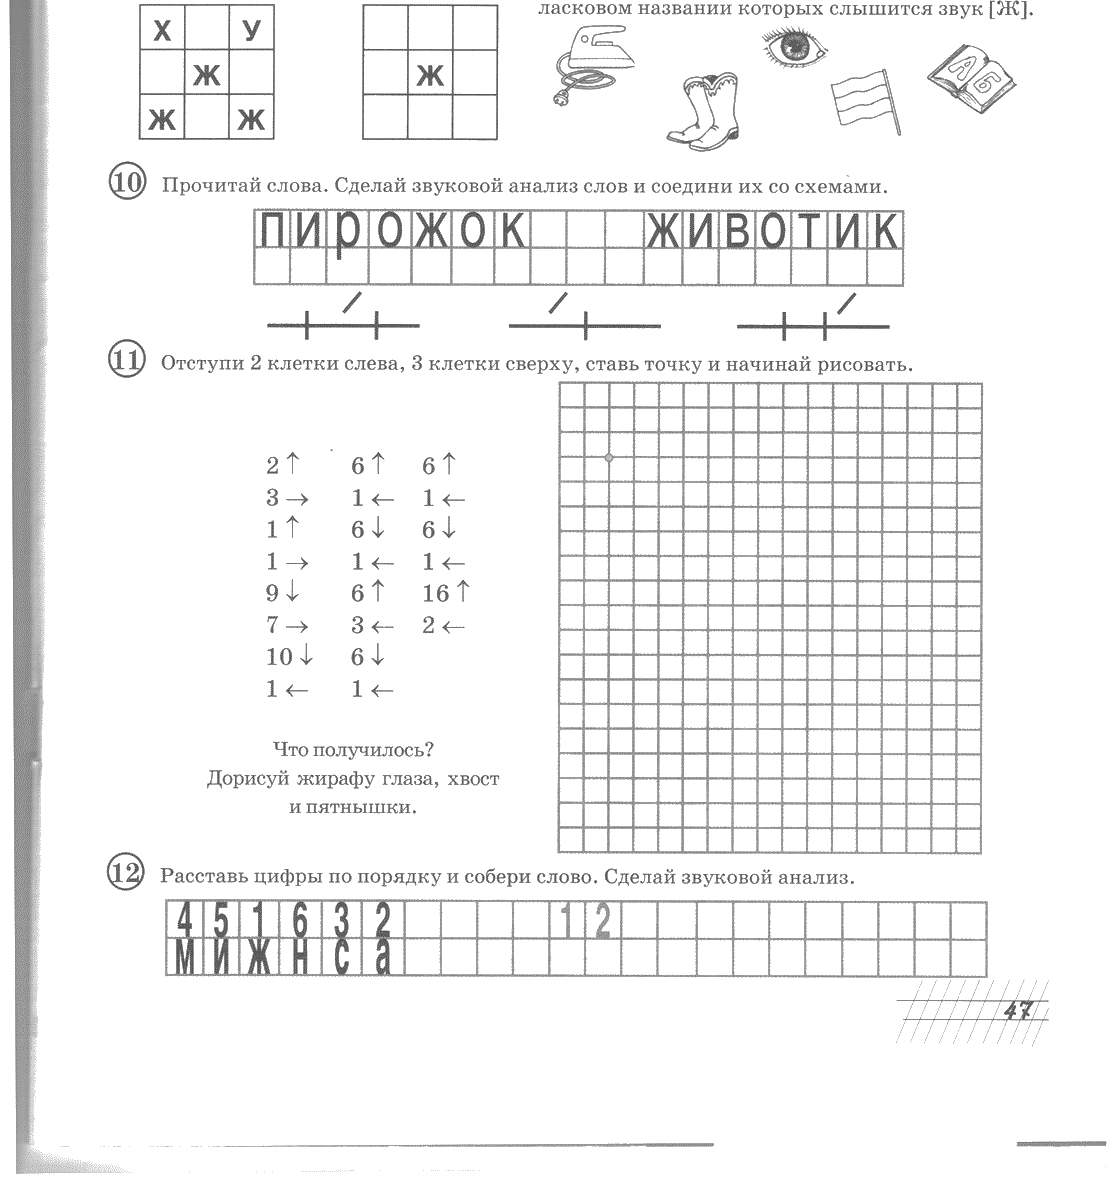 ласковом названии которых слышится звук [Ж].
Х У
Ж
Ж Ж
Ж
А Б
10 Прочитай слова. Сделай звуковой анализ слов и соедини их со схемами.
ПИРОЖОК ЖИВОТИК
11 Отступи 2 клетки слева, 3 клетки сверху, ставь точку и начинай рисовать.
2↑ 6↑ 6↑
3→ 1← 1←
1↑ 6↓ 6↓
1→ 1← 1←
9↓ 6↑ 16↑
7→ 3← 2←
10↓ 6↓
1← 1←
Что получилось?
Дорисуй жирафу глаза, хвост
и пятнышки.
12 Расставь цифры по порядку и собери слово. Сделай звуковой анализ.
4 5 1 6 3 2 1 2
м и ж н с а
47